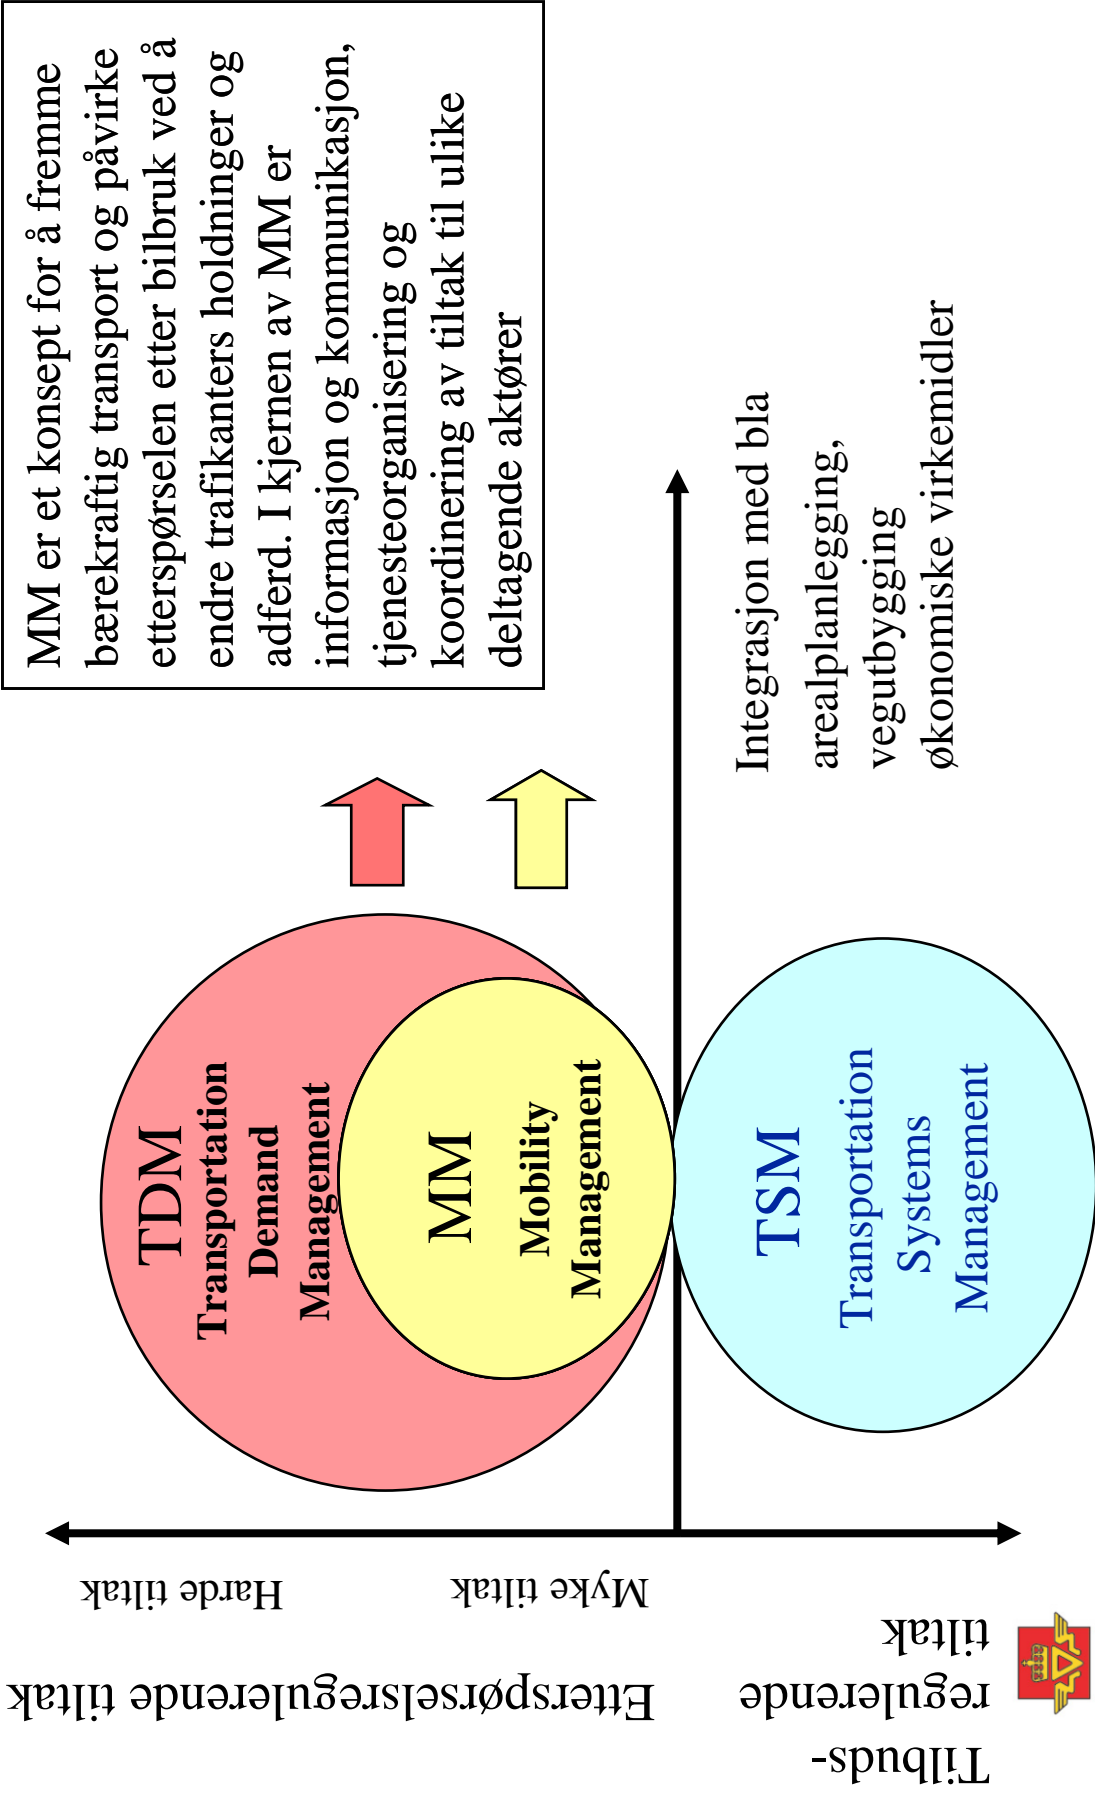 MM er et konsept for å fremme
bærekraftig transport og påvirke
etterspørselen etter bilbruk ved å
endre trafikanters holdninger og
adferd. I kjernen av MM er
informasjon og kommunikasjon,
tjenesteorganisering og
koordinering av tiltak til ulike
deltagende aktører
TDM
Transportation
Demand
Management
MM
Mobility
Management
TSM
Transportation
Systems
Management
Integrasjon med bla
arealplanlegging,
vegutbygging
økonomiske virkemidler
Harde tiltak
Myke tiltak
Etterspørselsregulerende tiltak
Tilbuds-
regulerende
tiltak